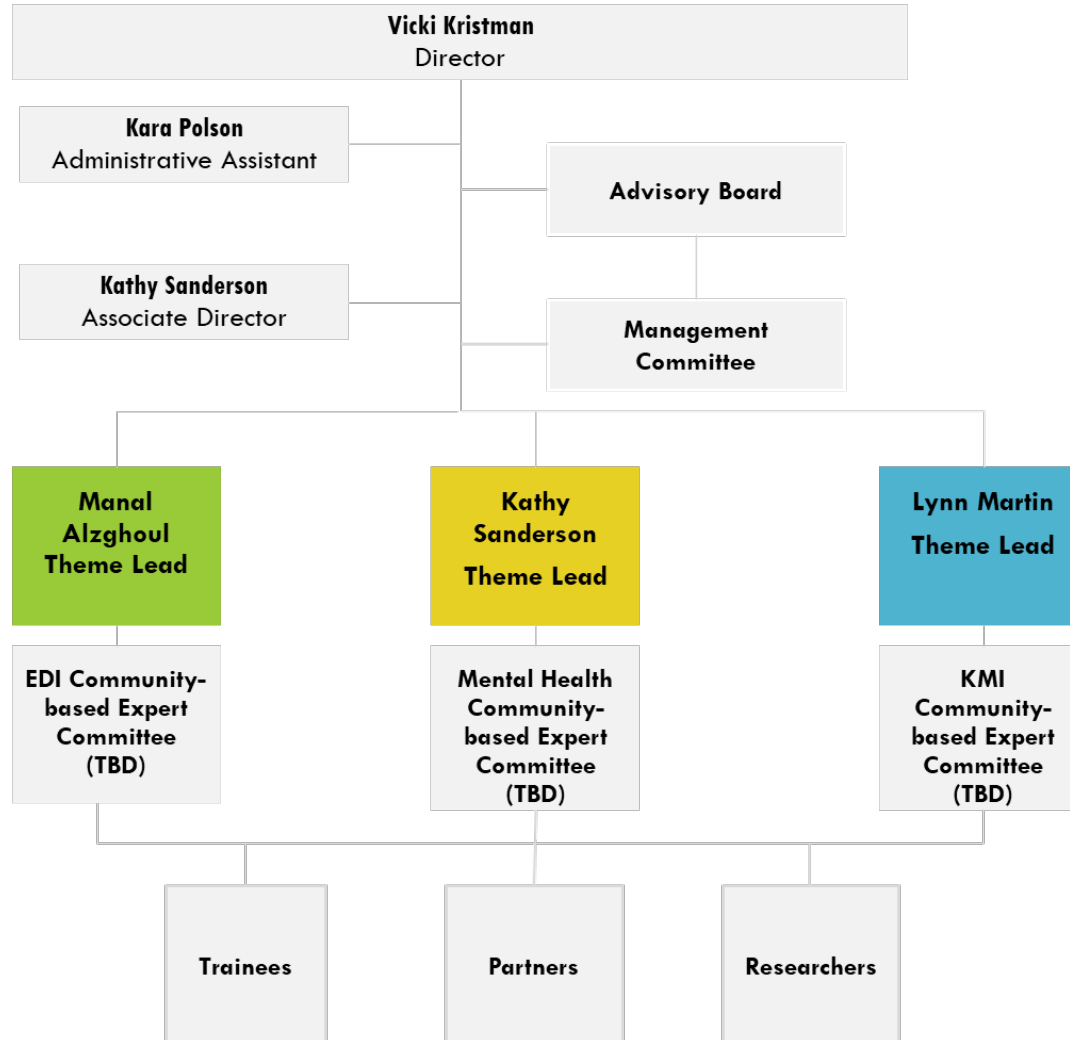 Vicki Kristman
Director
Kara Polson
Administrative Assistant
Advisory Board
Kathy Sanderson
Associate Director
Management
Committee
Manal
Alzghoul
Theme Lead
Kathy
Sanderson
Theme Lead
Lynn Martin
Theme Lead
EDI Community-
based Expert
Committee
(TBD)
Mental Health
Community-
based Expert
Committee
(TBD)
KMI
Community-
based Expert
Committee
(TBD)
Trainees
Partners
Researchers